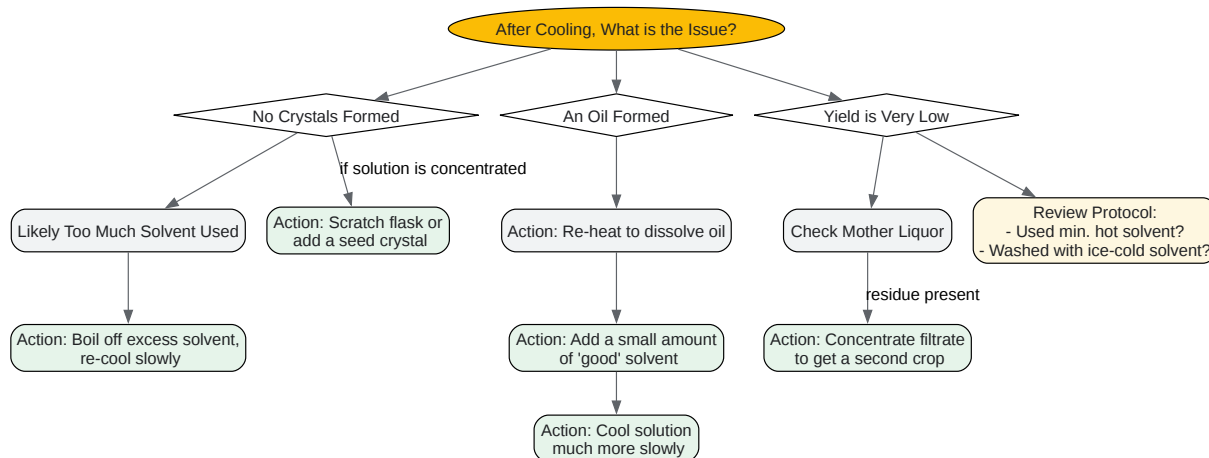 After Cooling, What is the Issue?
No Crystals Formed
An Oil Formed
Yield is Very Low
if solution is concentrated
Likely Too Much Solvent Used
Action: Scratch flask or
add a seed crystal
Action: Re-heat to dissolve oil
Check Mother Liquor
Review Protocol:
- Used min. hot solvent?
- Washed with ice-cold solvent?
residue present
Action: Boil off excess solvent,
re-cool slowly
Action: Add a small amount
of 'good' solvent
Action: Concentrate filtrate
to get a second crop
Action: Cool solution
much more slowly